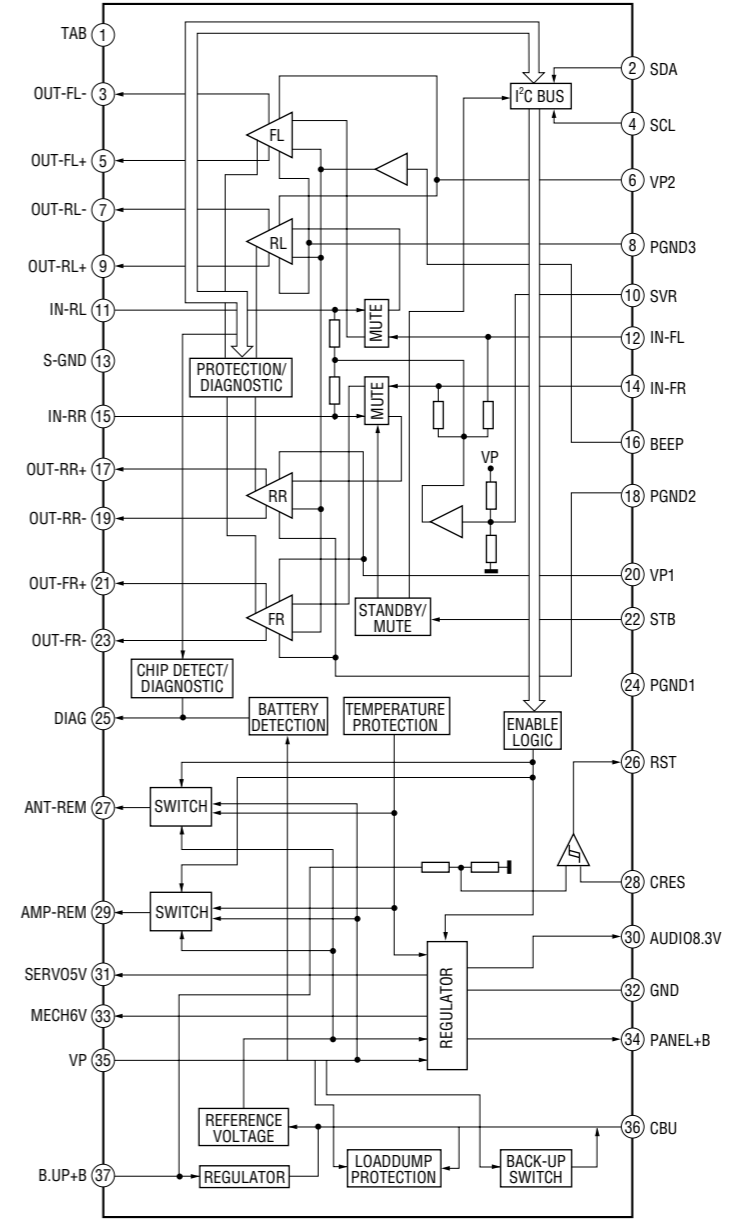 TAB 1
2 SDA
I²C BUS
OUT-FL- 3
4 SCL
FL
OUT-FL+ 5
6 VP2
OUT-RL- 7
RL
8 PGND3
OUT-RL+ 9
10 SVR
IN-RL 11
MUTE
12 IN-FL
S-GND 13
PROTECTION/
DIAGNOSTIC
MUTE
14 IN-FR
IN-RR 15
16 BEEP
VP
OUT-RR+ 17
RR
18 PGND2
OUT-RR- 19
20 VP1
OUT-FR+ 21
FR
STANDBY/
MUTE
22 STB
OUT-FR- 23
CHIP DETECT/
DIAGNOSTIC
24 PGND1
DIAG 25
BATTERY
DETECTION
TEMPERATURE
PROTECTION
ENABLE
LOGIC
26 RST
ANT-REM 27
SWITCH
28 CRES
AMP-REM 29
SWITCH
30 AUDIO8.3V
SERVO5V 31
REGULATOR
32 GND
MECH6V 33
34 PANEL+B
VP 35
REFERENCE
VOLTAGE
36 CBU
B.UP+B 37
REGULATOR
LOADDUMP
PROTECTION
BACK-UP
SWITCH